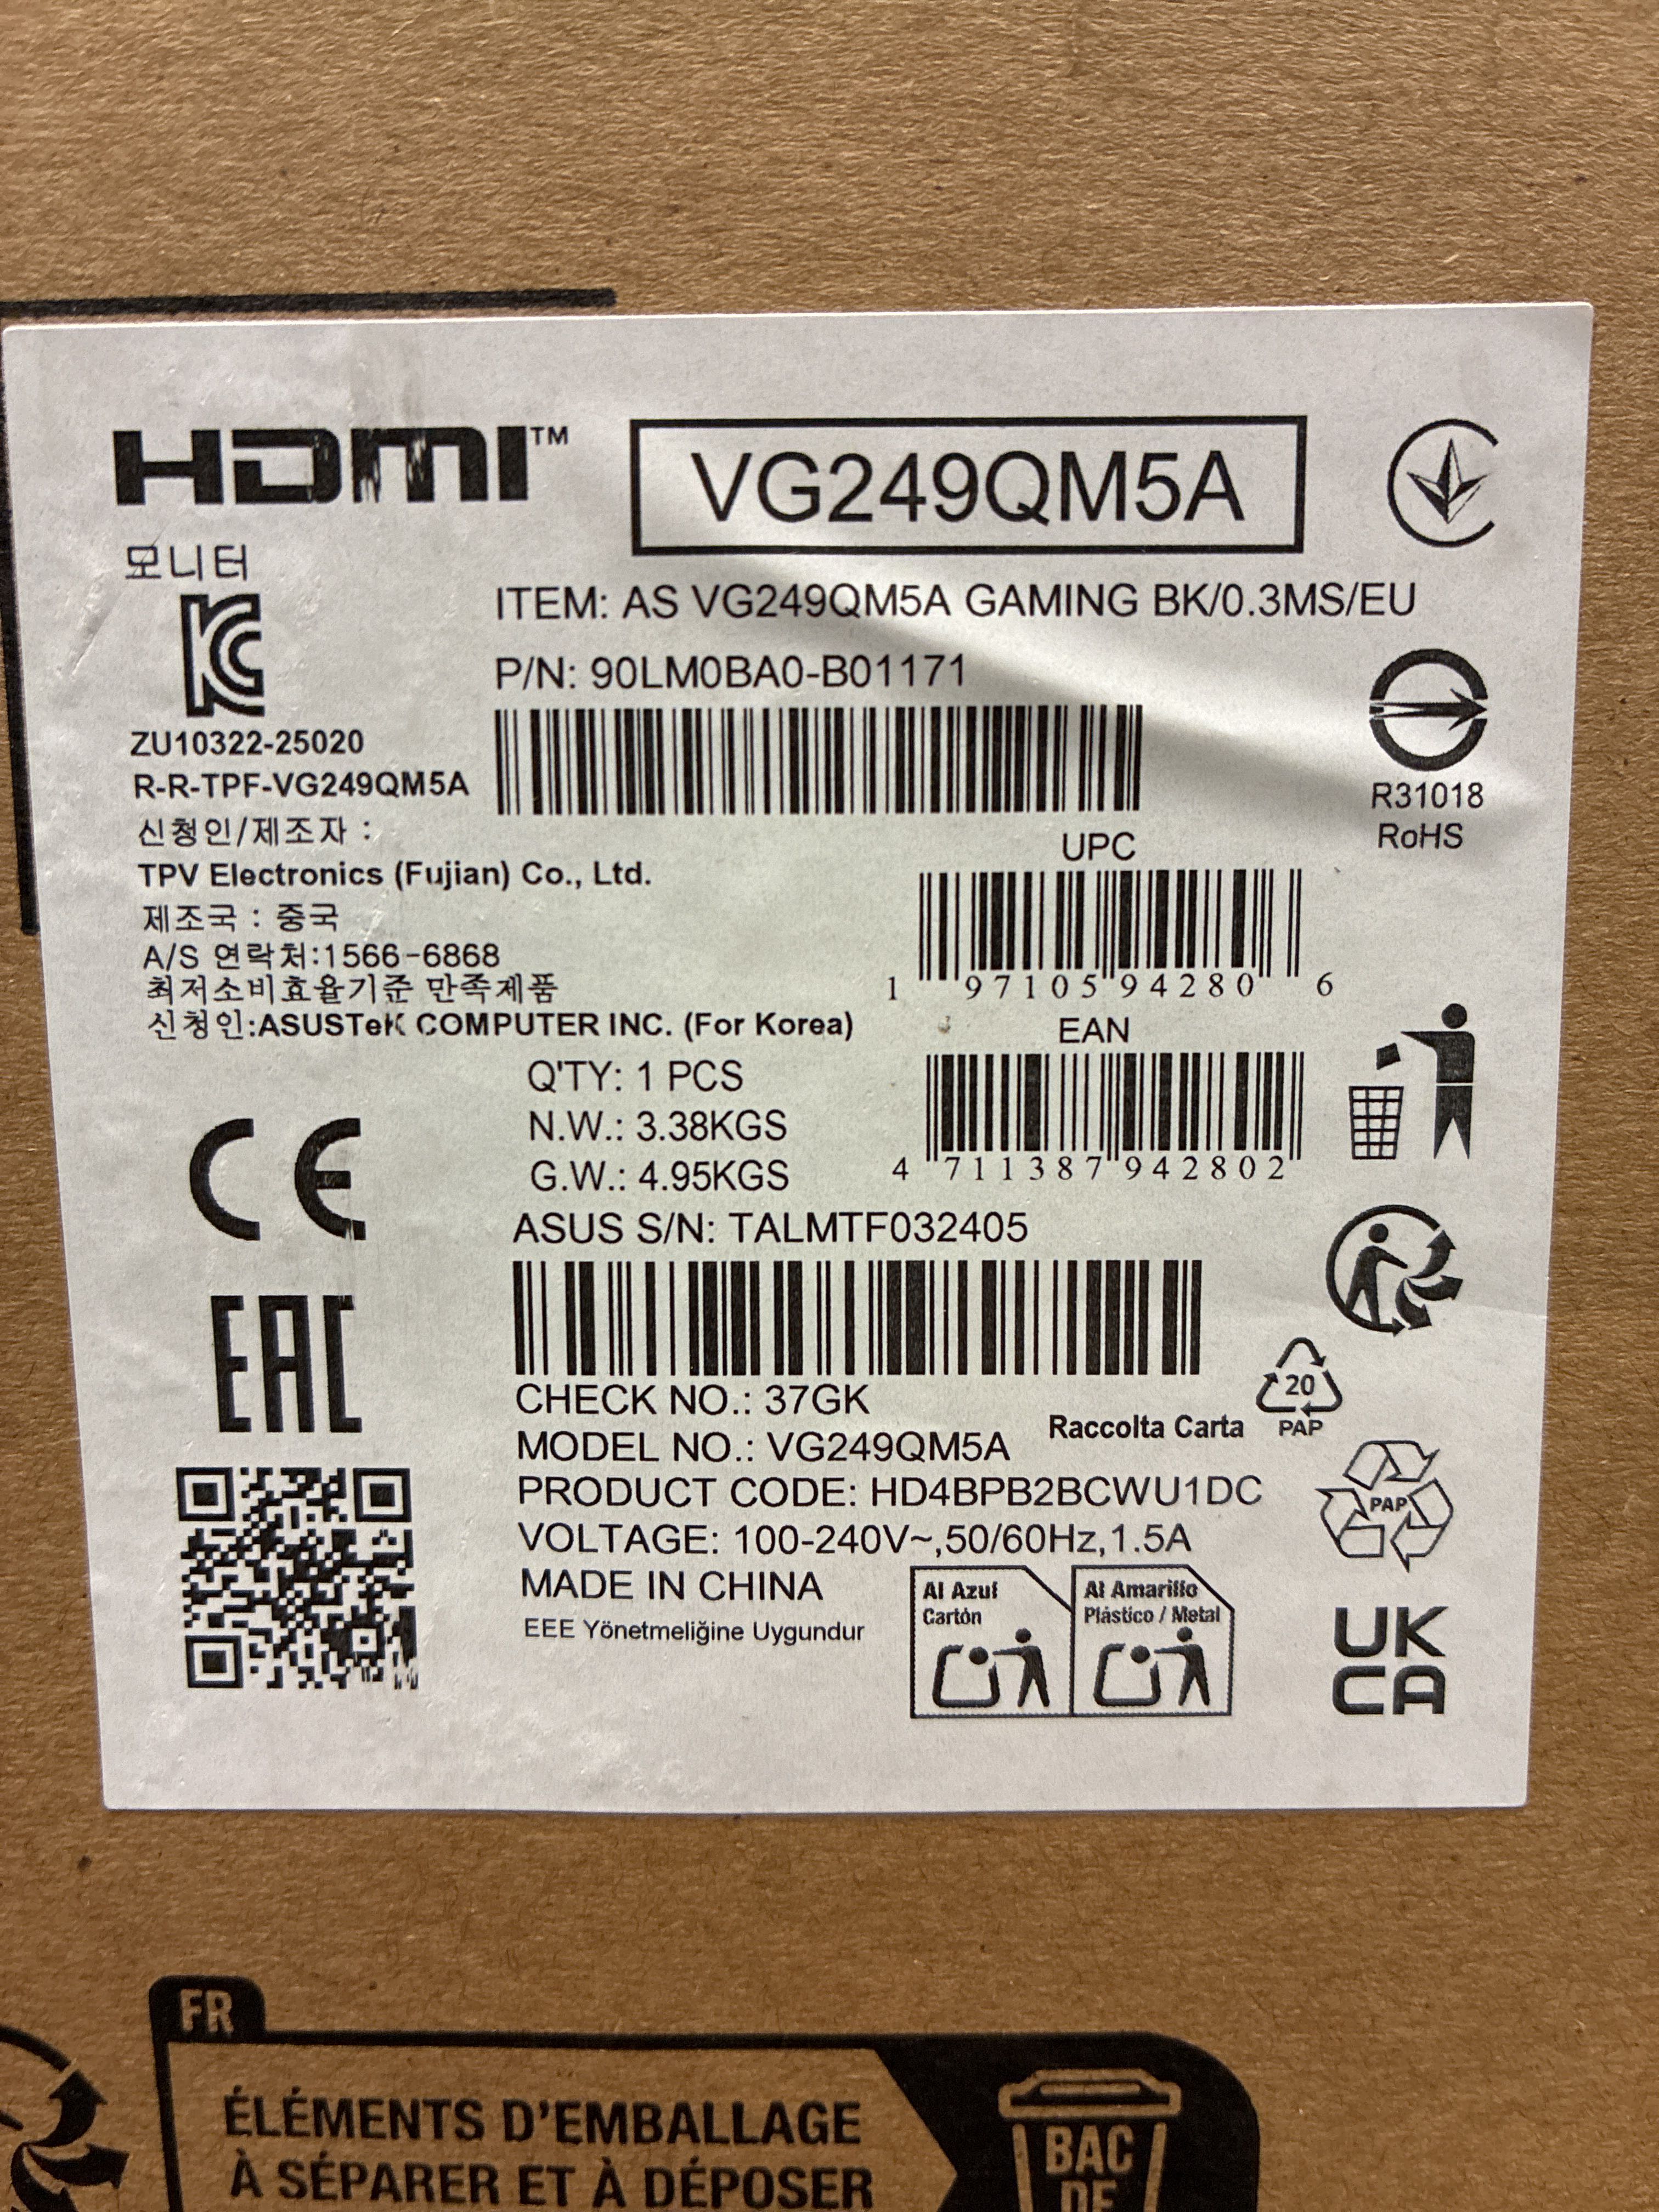 HDMI™
VG249QM5A
모니터
ITEM: AS VG249QM5A GAMING BK/0.3MS/EU
P/N: 90LM0BA0-B01171
ZU10322-25020
R-R-TPF-VG249QM5A
신청인/제조자 :
TPV Electronics (Fujian) Co., Ltd.
제조국 : 중국
A/S 연락처:1566-6868
최저소비효율기준 만족제품
신청인:ASUSTeK COMPUTER INC. (For Korea)
R31018
RoHS
UPC
1 97105 94280 6
EAN
4 711387 942802
Q'TY: 1 PCS
N.W.: 3.38KGS
G.W.: 4.95KGS
ASUS S/N: TALMTF032405
CE
EAC
CHECK NO.: 37GK
MODEL NO.: VG249QM5A
Raccolta Carta
20
PAP
PRODUCT CODE: HD4BPB2BCWU1DC
PAP
VOLTAGE: 100-240V~,50/60Hz,1.5A
MADE IN CHINA
EEE Yönetmeliğine Uygundur
Al Azul
Cartón
Al Amarillo
Plástico / Metal
UK
CA
FR
ÉLÉMENTS D'EMBALLAGE
À SÉPARER ET À DÉPOSER
BAC
DE